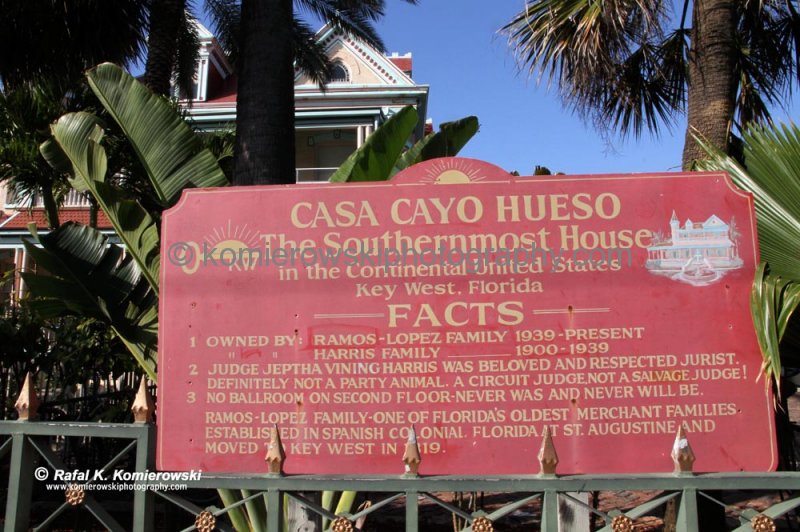 CASA CAYO HUESO
The Southernmost House
in the Continental United States
Key West, Florida
FACTS
1 OWNED BY: RAMOS-LOPEZ FAMILY 1939-PRESENT
" " HARRIS FAMILY 1900-1939
2 JUDGE JEPTHA VINING HARRIS WAS BELOVED AND RESPECTED JURIST.
DEFINITELY NOT A PARTY ANIMAL. A CIRCUIT JUDGE, NOT A SALVAGE JUDGE!
3 NO BALLROOM ON SECOND FLOOR-NEVER WAS AND NEVER WILL BE.
RAMOS-LOPEZ FAMILY-ONE OF FLORIDA'S OLDEST MERCHANT FAMILIES
ESTABLISHED IN SPANISH COLONIAL FLORIDA AT ST. AUGUSTINE AND
MOVED KEY WEST IN
© komierowskiphotography.com
© Rafal K. Komierowski
www.komierowskiphotography.com